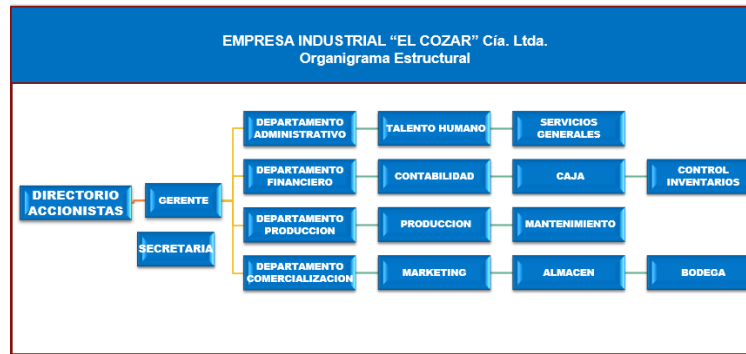 EMPRESA INDUSTRIAL “EL COZAR” Cía. Ltda.
Organigrama Estructural
DEPARTAMENTO
ADMINISTRATIVO
TALENTO HUMANO
SERVICIOS
GENERALES
DEPARTAMENTO
FINANCIERO
CONTABILIDAD
CAJA
CONTROL
INVENTARIOS
DIRECTORIO
ACCIONISTAS
GERENTE
DEPARTAMENTO
PRODUCCION
PRODUCCION
MANTENIMIENTO
SECRETARIA
DEPARTAMENTO
COMERCIALIZACION
MARKETING
ALMACEN
BODEGA